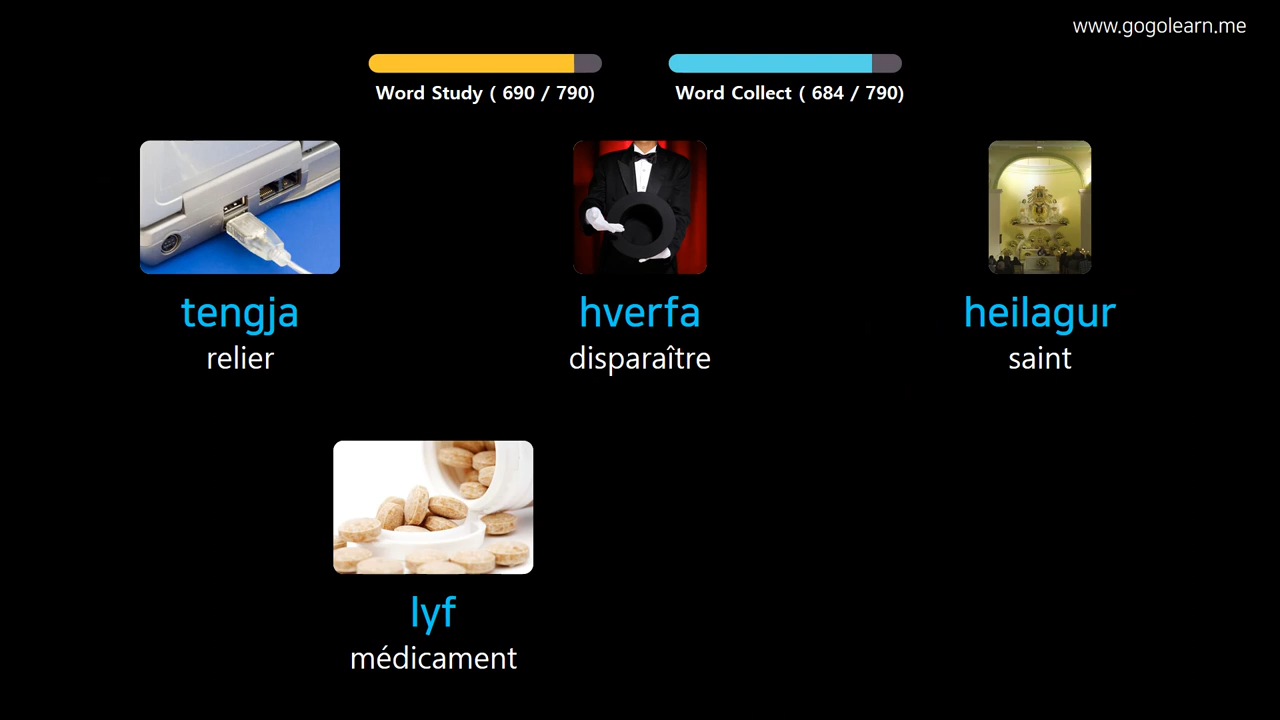 www.gogolearn.me
Word Study ( 690 / 790)
Word Collect ( 684 / 790)
tengja
relier
hverfa
disparaître
heilagur
saint
lyf
médicament